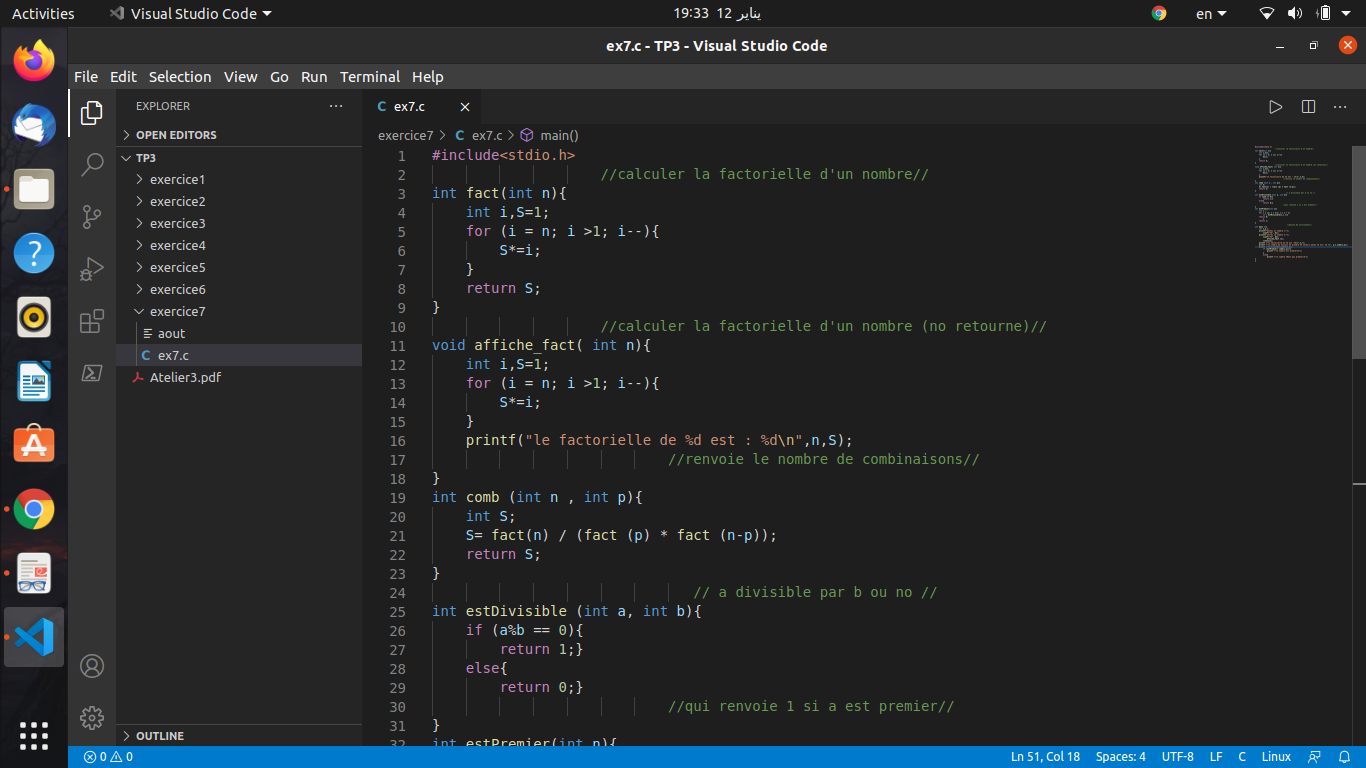 Activities Visual Studio Code 19:33 12 يناير en
ex7.c - TP3 - Visual Studio Code
File Edit Selection View Go Run Terminal Help
EXPLORER ···
OPEN EDITORS
TP3
exercice1
exercice2
exercice3
exercice4
exercice5
exercice6
exercice7
aout
C ex7.c
Atelier3.pdf
OUTLINE
C ex7.c
exercice7 > C ex7.c > main()
1 #include<stdio.h>
2 //calculer la factorielle d'un nombre//
3 int fact(int n){
4 int i,S=1;
5 for (i = n; i >1; i--){
6 S*=i;
7 }
8 return S;
9 }
10 //calculer la factorielle d'un nombre (no retourne)//
11 void affiche_fact( int n){
12 int i,S=1;
13 for (i = n; i >1; i--){
14 S*=i;
15 }
16 printf("le factorielle de %d est : %d\n",n,S);
17 //renvoie le nombre de combinaisons//
18 }
19 int comb (int n , int p){
20 int S;
21 S= fact(n) / (fact (p) * fact (n-p));
22 return S;
23 }
24 // a divisible par b ou no //
25 int estDivisible (int a, int b){
26 if (a%b == 0){
27 return 1;}
28 else{
29 return 0;}
30 //qui renvoie 1 si a est premier//
31 }
32 int estPremier(int n){
0 0 Ln 51, Col 18 Spaces: 4 UTF-8 LF C Linux